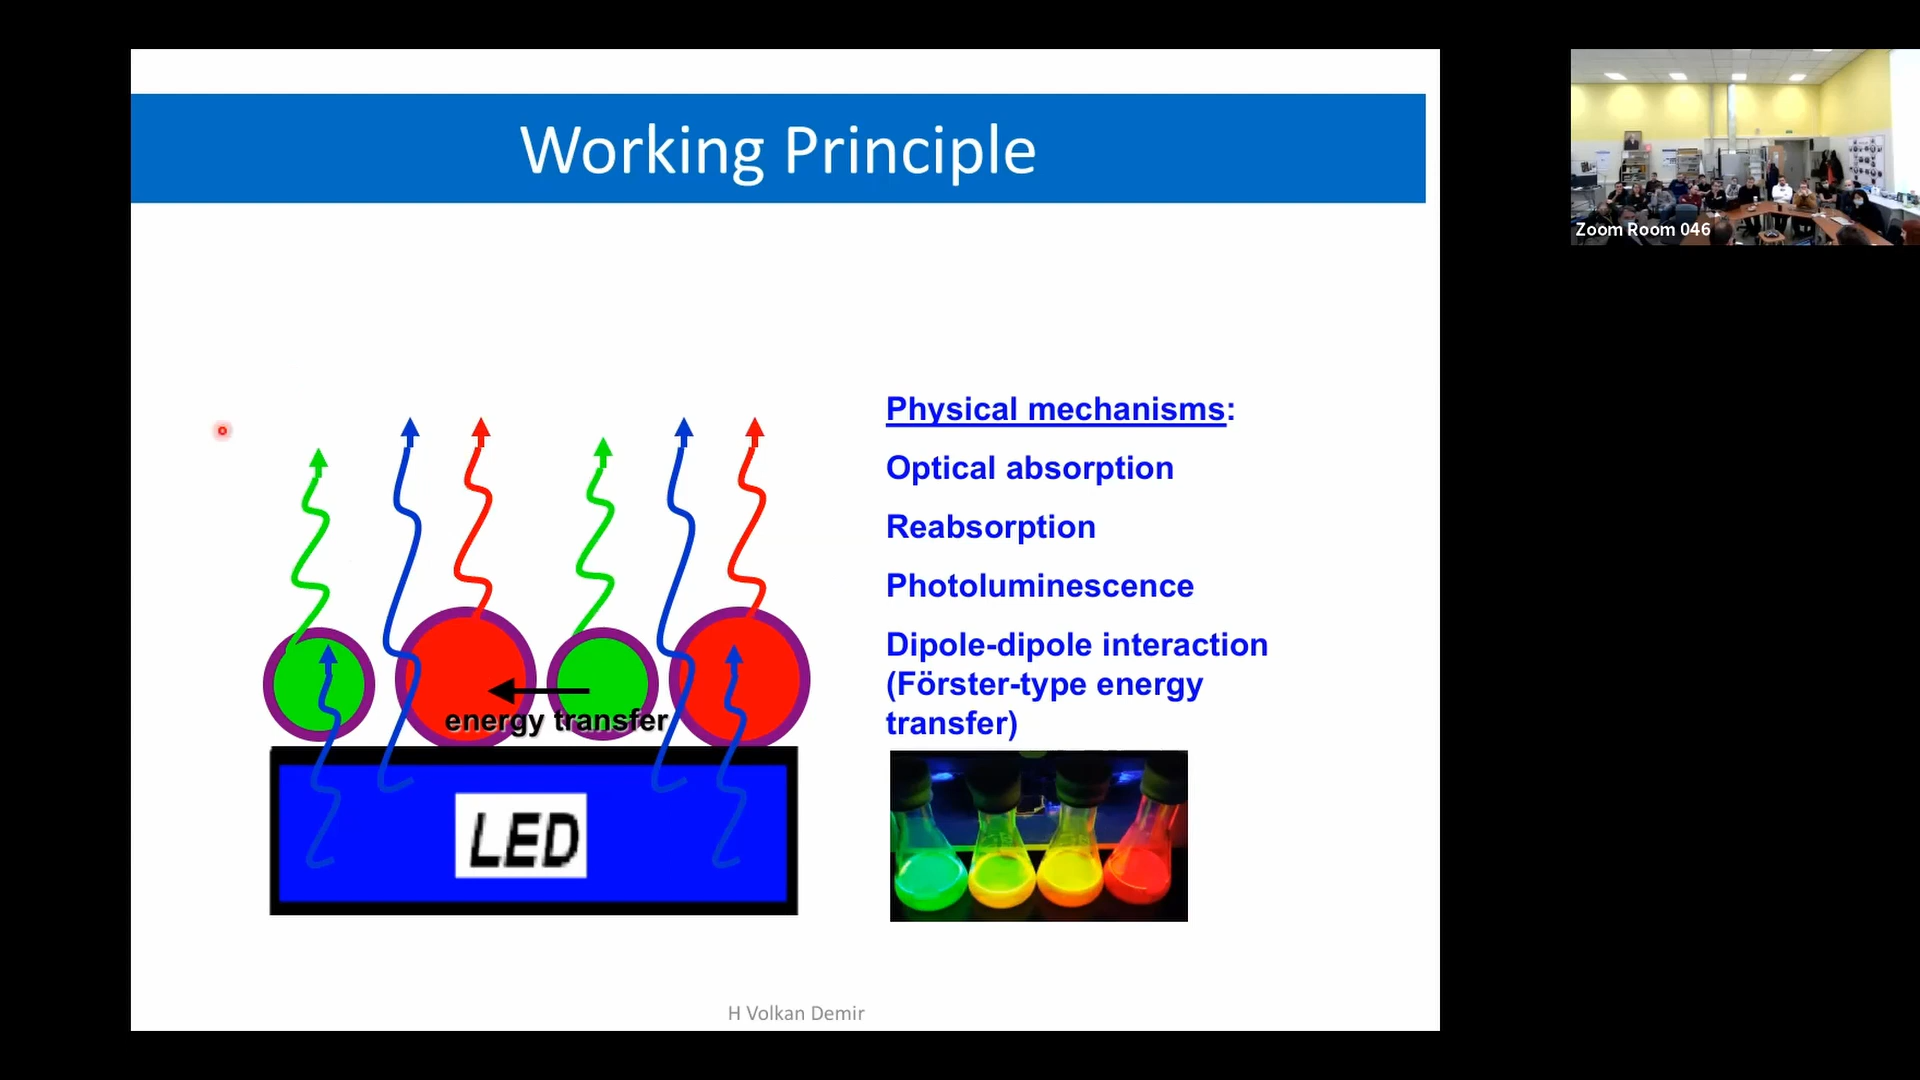 Working Principle
Physical mechanisms:
Optical absorption
Reabsorption
Photoluminescence
Dipole-dipole interaction
(Förster-type energy
transfer)
energy transfer
LED
H Volkan Demir
Zoom Room 046